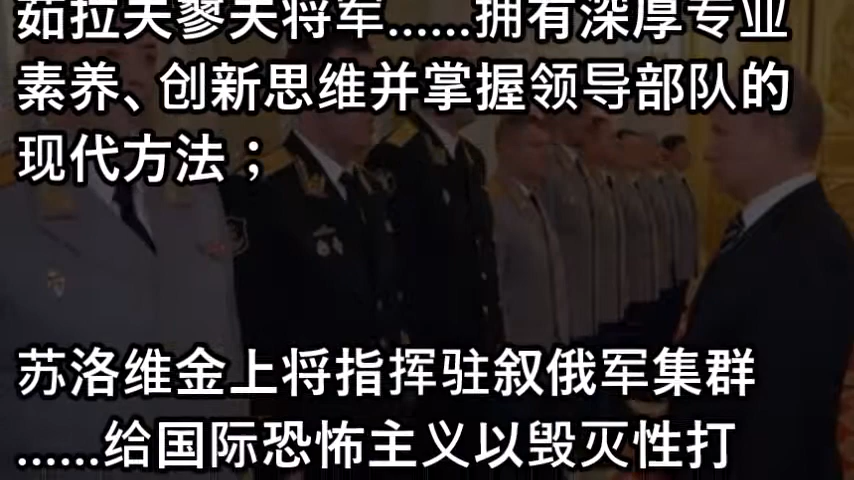 茹拉夫寥夫将军......拥有深厚专业
素养、创新思维并掌握领导部队的
现代方法；
苏洛维金上将指挥驻叙俄军集群
......给国际恐怖主义以毁灭性打